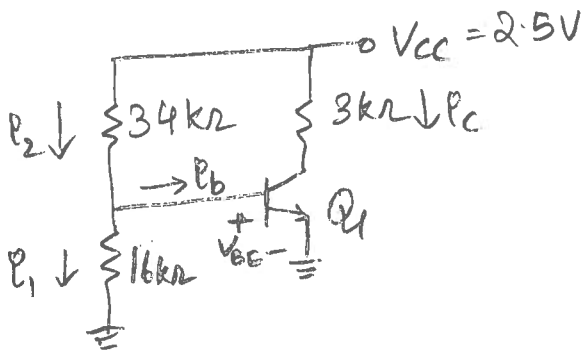 Vcc = 2.5V
i₂ ↓ 34kΩ
3kΩ ↓ ic
→ ib
Q₁
+
VBE −
i₁ ↓ 16kΩ